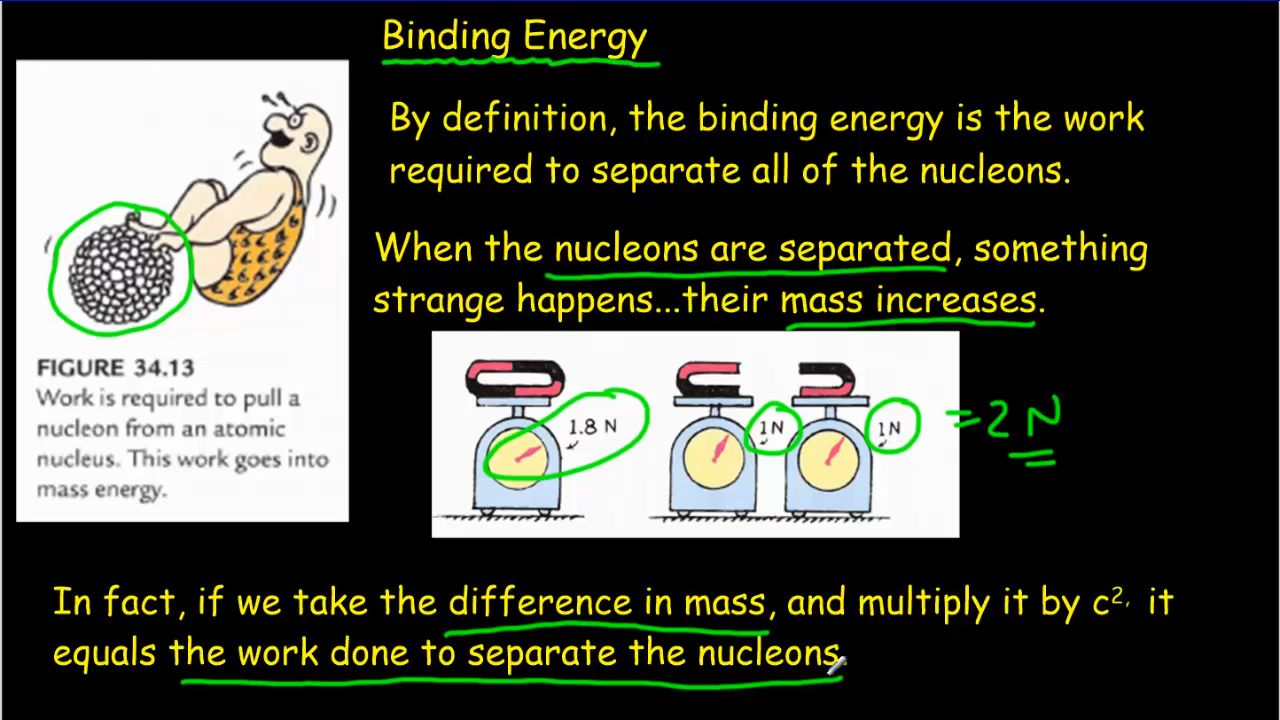 Binding Energy
By definition, the binding energy is the work
required to separate all of the nucleons.
When the nucleons are separated, something
strange happens...their mass increases.
FIGURE 34.13
Work is required to pull a
nucleon from an atomic
nucleus. This work goes into
mass energy.
1.8 N
1N
1N
= 2 N
In fact, if we take the difference in mass, and multiply it by c², it
equals the work done to separate the nucleons.